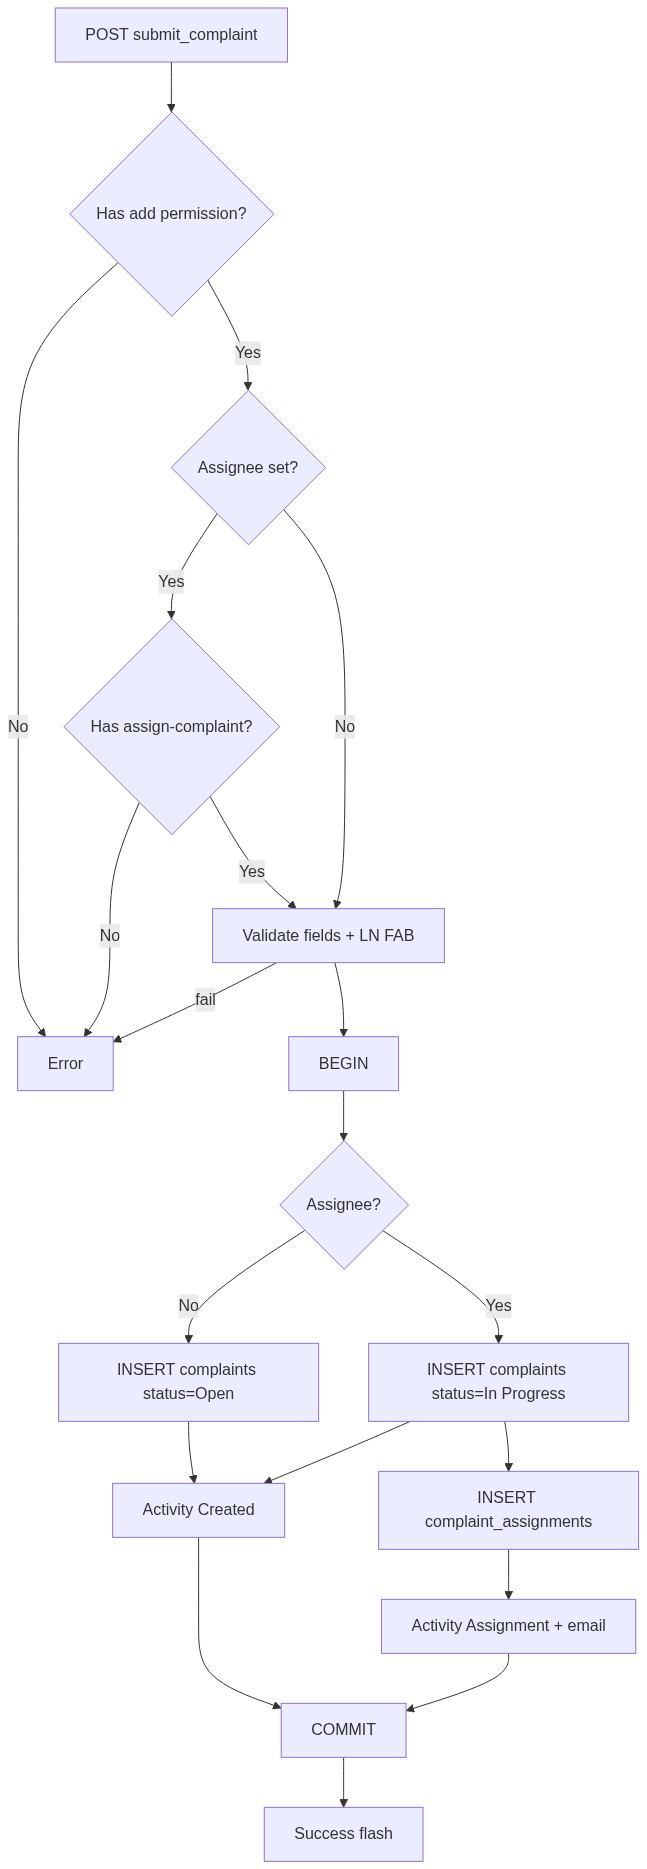 POST submit_complaint
Has add permission?
Yes
Assignee set?
Yes
Has assign-complaint?
No
No
Yes
Validate fields + LN FAB
No
fail
Error
BEGIN
Assignee?
No
Yes
INSERT complaints
status=Open
INSERT complaints
status=In Progress
Activity Created
INSERT
complaint_assignments
Activity Assignment + email
COMMIT
Success flash